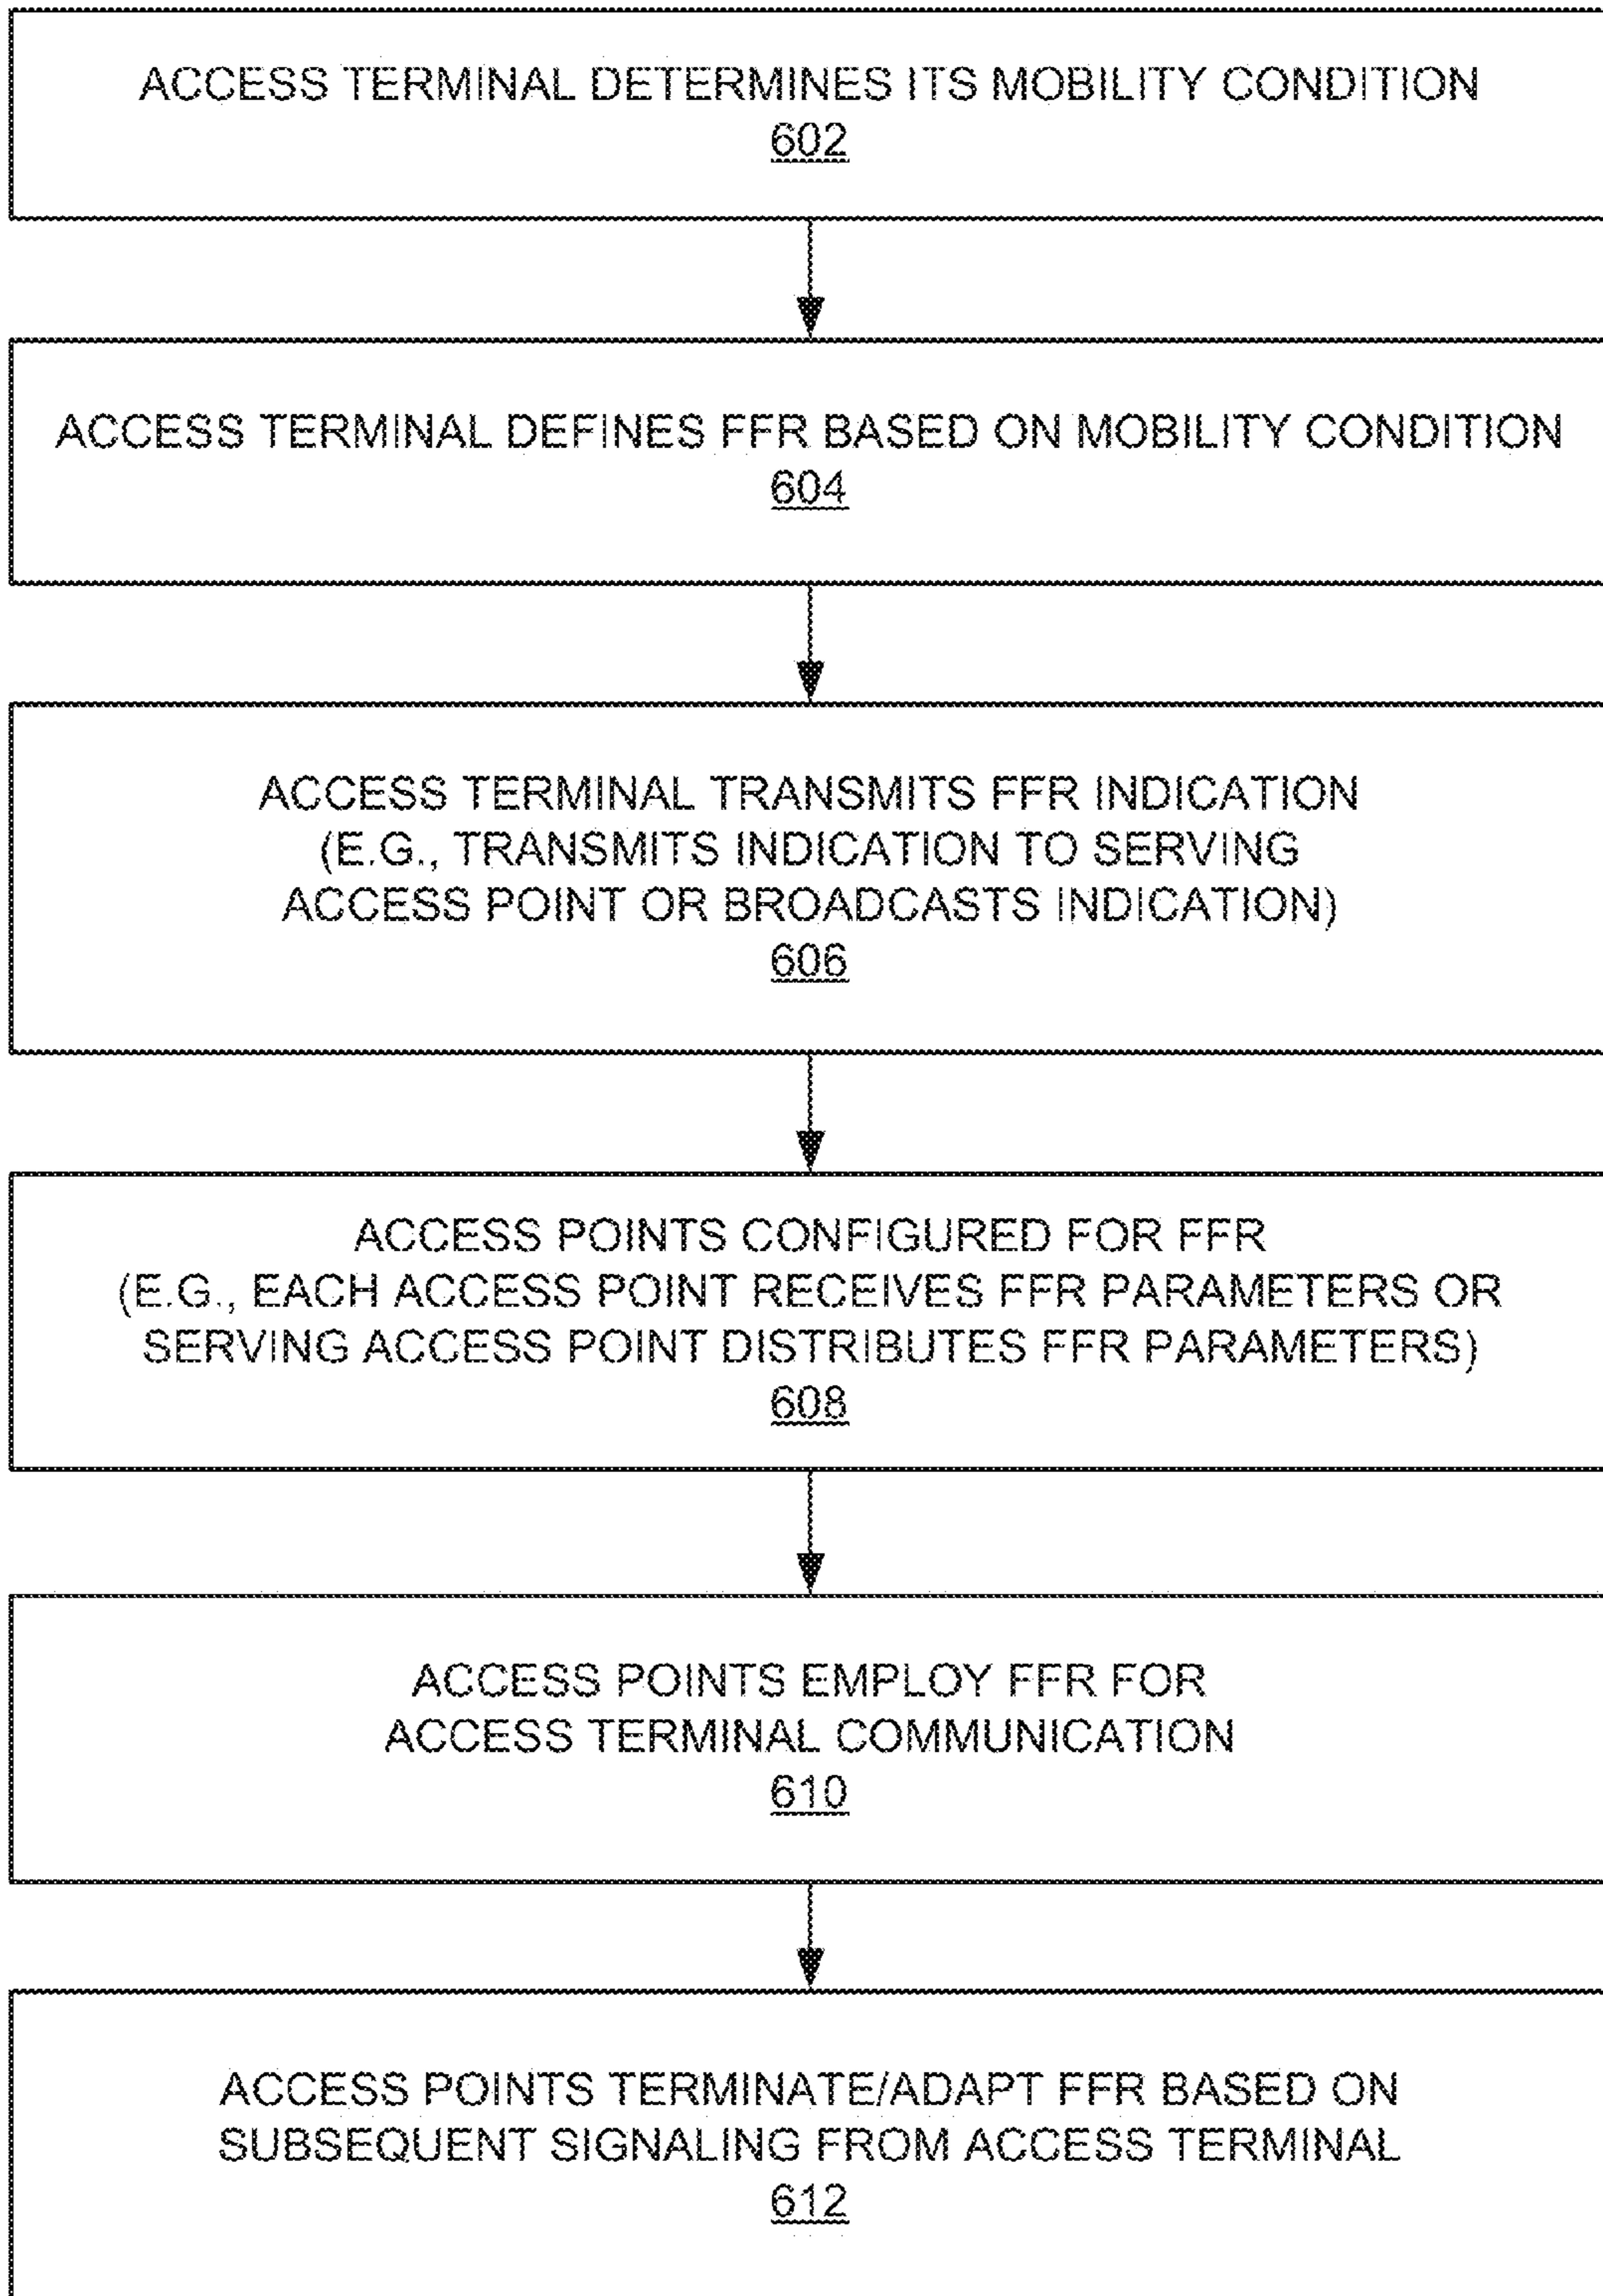 ACCESS TERMINAL DETERMINES ITS MOBILITY CONDITION
602
ACCESS TERMINAL DEFINES FFR BASED ON MOBILITY CONDITION
604
ACCESS TERMINAL TRANSMITS FFR INDICATION
(E.G., TRANSMITS INDICATION TO SERVING
ACCESS POINT OR BROADCASTS INDICATION)
606
ACCESS POINTS CONFIGURED FOR FFR
(E.G., EACH ACCESS POINT RECEIVES FFR PARAMETERS OR
SERVING ACCESS POINT DISTRIBUTES FFR PARAMETERS)
608
ACCESS POINTS EMPLOY FFR FOR
ACCESS TERMINAL COMMUNICATION
610
ACCESS POINTS TERMINATE/ADAPT FFR BASED ON
SUBSEQUENT SIGNALING FROM ACCESS TERMINAL
612